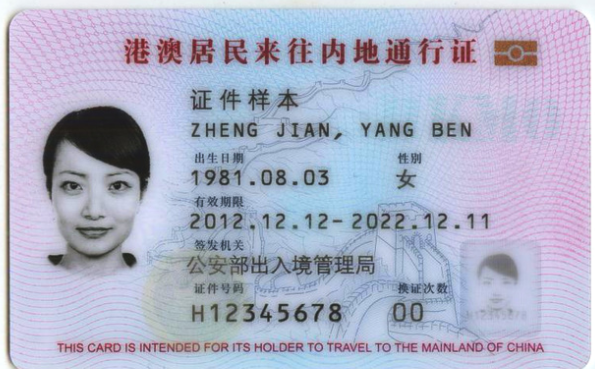 港澳居民来往内地通行证
证件样本
ZHENG JIAN, YANG BEN
出生日期 性别
1981.08.03 女
有效期限
2012.12.12-2022.12.11
签发机关
公安部出入境管理局
证件号码 换证次数
H12345678 00
THIS CARD IS INTENDED FOR ITS HOLDER TO TRAVEL TO THE MAINLAND OF CHINA